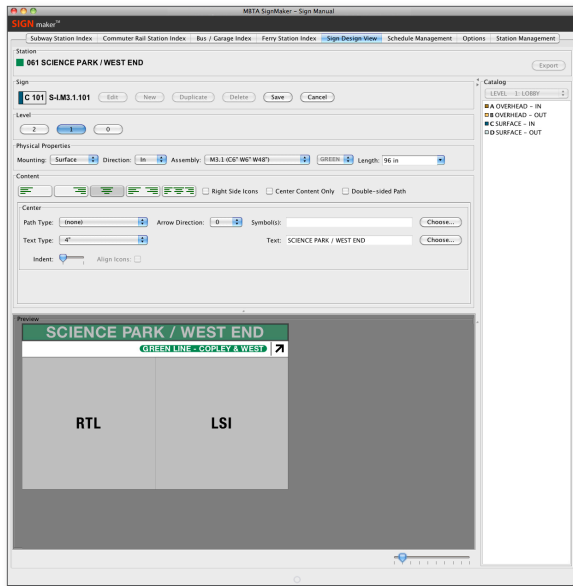 MBTA SignMaker - Sign Manual
SIGN maker™
Subway Station Index Commuter Rail Station Index Bus / Garage Index Ferry Station Index Sign Design View Schedule Management Options Station Management
Station
061 SCIENCE PARK / WEST END
Export
Sign
C 101 S-I.M3.1.101 Edit New Duplicate Delete Save Cancel
Level
2 1 0
Physical Properties
Mounting: Surface Direction: In Assembly: M3.1 (C6" W6" W48") GREEN Length: 96 in
Content
Right Side Icons Center Content Only Double-sided Path
Center
Path Type: (none) Arrow Direction: 0 Symbol(s): Choose...
Text Type: 4" Text: SCIENCE PARK / WEST END Choose...
Indent: Align Icons:
Catalog
LEVEL 1: LOBBY
A OVERHEAD - IN
B OVERHEAD - OUT
C SURFACE - IN
D SURFACE - OUT
Preview
SCIENCE PARK / WEST END
GREEN LINE - COPLEY & WEST
RTL LSI